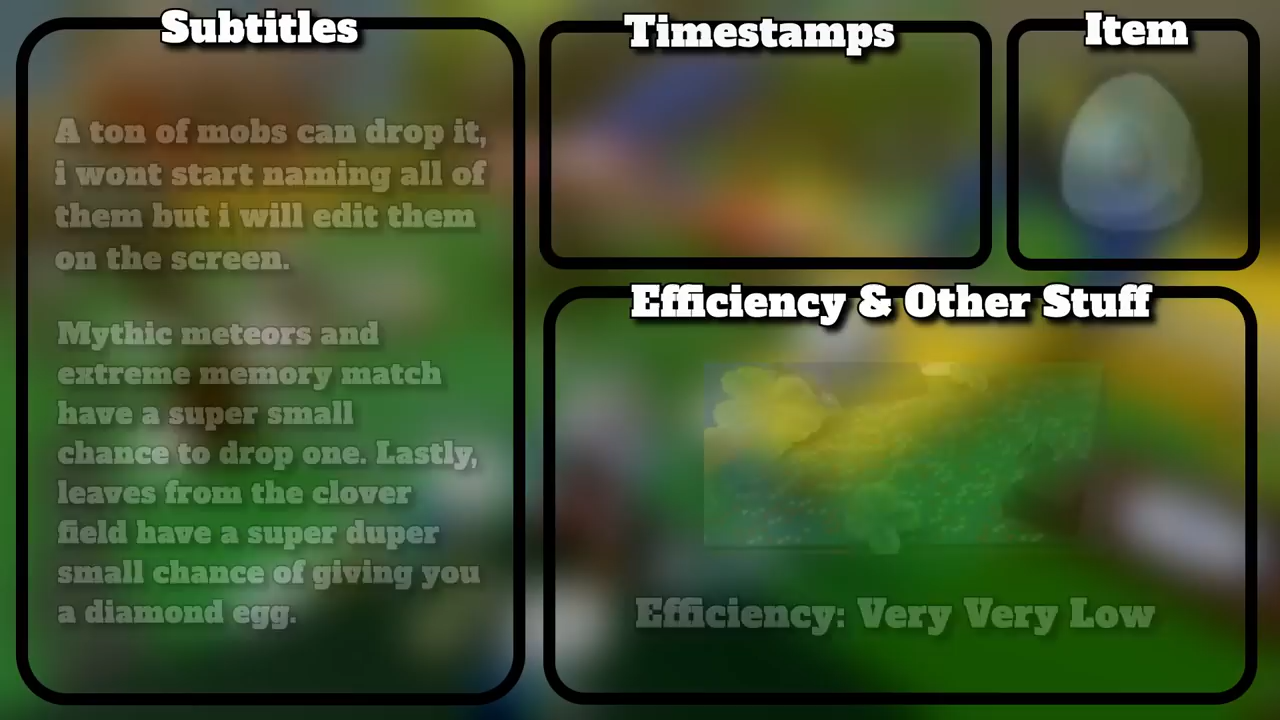 Subtitles
A ton of mobs can drop it,
i wont start naming all of
them but i will edit them
on the screen.
Mythic meteors and
extreme memory match
have a super small
chance to drop one. Lastly,
leaves from the clover
field have a super duper
small chance of giving you
a diamond egg.
Timestamps
Item
Efficiency & Other Stuff
Efficiency: Very Very Low